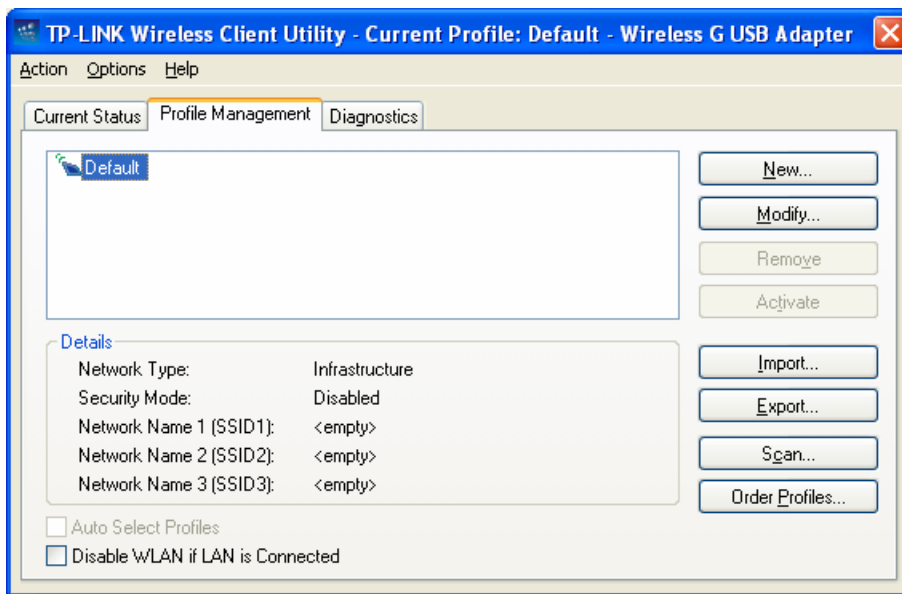 TP-LINK Wireless Client Utility - Current Profile: Default - Wireless G USB Adapter
Action Options Help
Current Status Profile Management Diagnostics
Default
New...
Modify...
Remove
Activate
Details
Network Type: Infrastructure
Security Mode: Disabled
Network Name 1 (SSID1): <empty>
Network Name 2 (SSID2): <empty>
Network Name 3 (SSID3): <empty>
Import...
Export...
Scan...
Order Profiles...
Auto Select Profiles
Disable WLAN if LAN is Connected